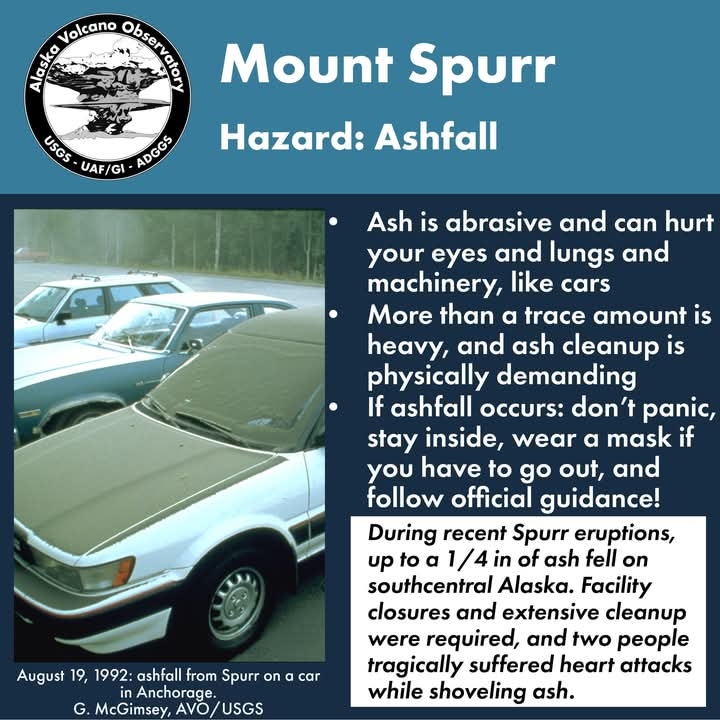 Alaska Volcano Observatory
USGS - UAF/GI - ADGGS
Mount Spurr
Hazard: Ashfall
• Ash is abrasive and can hurt
your eyes and lungs and
machinery, like cars
• More than a trace amount is
heavy, and ash cleanup is
physically demanding
• If ashfall occurs: don't panic,
stay inside, wear a mask if
you have to go out, and
follow official guidance!
During recent Spurr eruptions,
up to a 1/4 in of ash fell on
southcentral Alaska. Facility
closures and extensive cleanup
were required, and two people
tragically suffered heart attacks
while shoveling ash.
August 19, 1992: ashfall from Spurr on a car
in Anchorage.
G. McGimsey, AVO/USGS